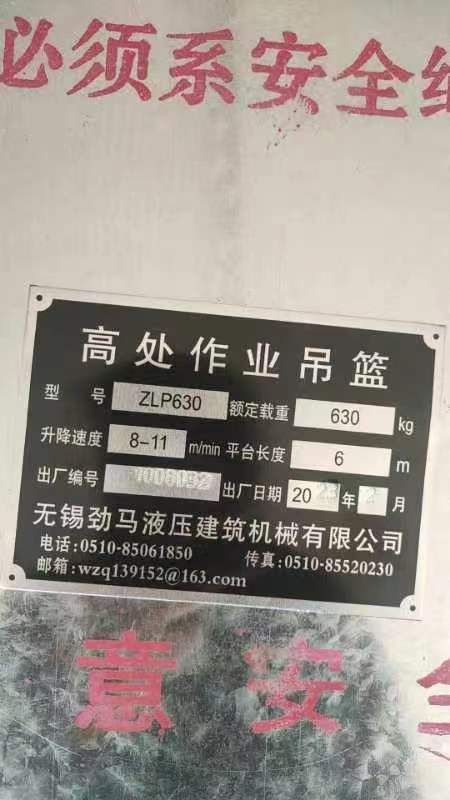 必须系安全绳
高处作业吊篮
型 号 ZLP630 额定载重 630 kg
升降速度 8-11 m/min 平台长度 6 m
出厂编号 出厂日期 20 年 月
无锡劲马液压建筑机械有限公司
电话:0510-85061850 传真:0510-85520230
邮箱:wzq139152@163.com
意安全